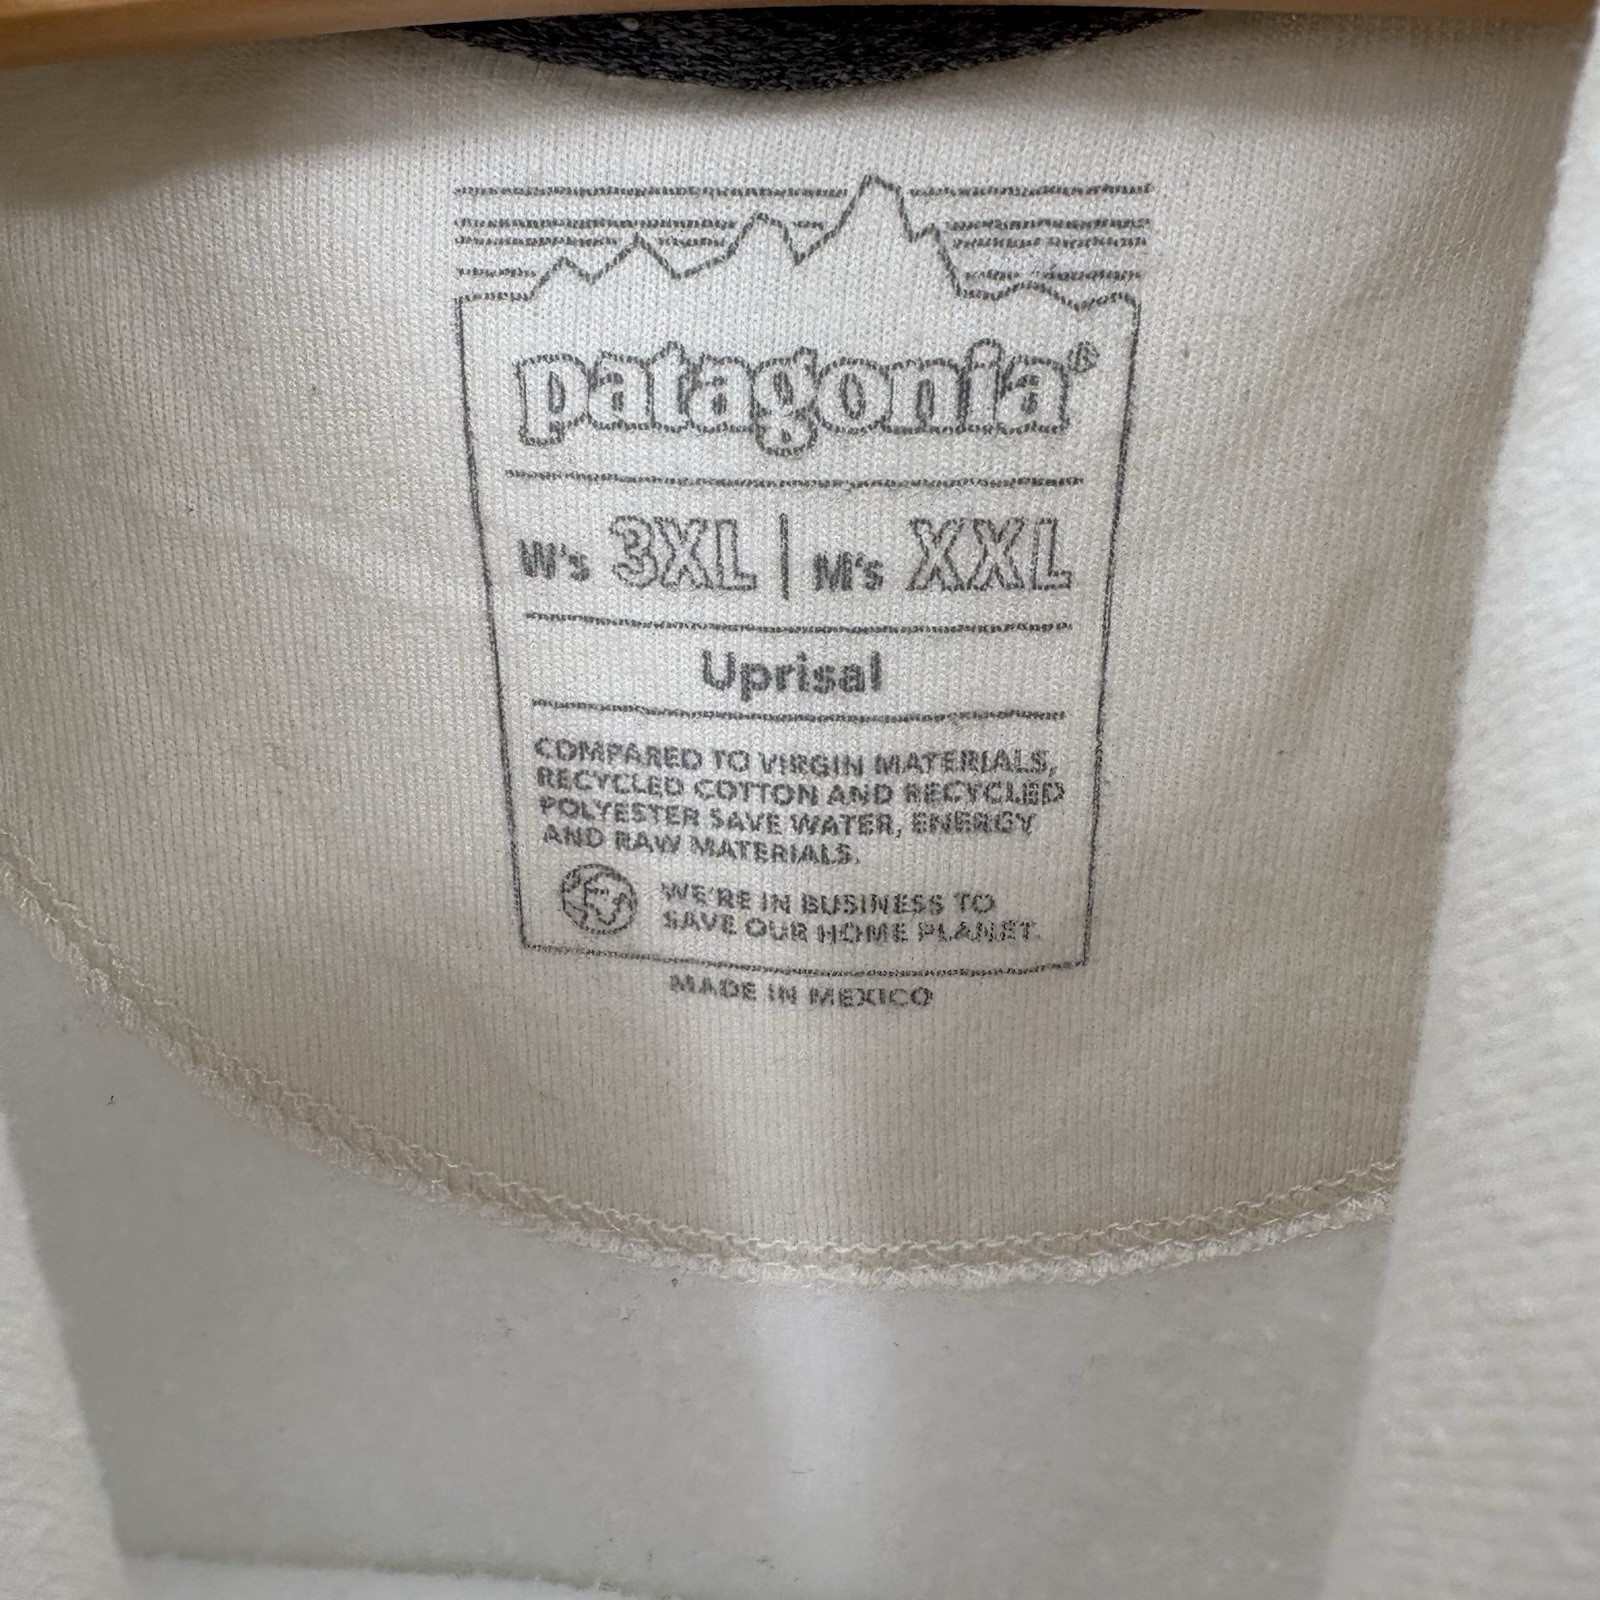 patagonia®
W's 3XL | M's XXL
Uprisal
COMPARED TO VIRGIN MATERIALS,
RECYCLED COTTON AND RECYCLED
POLYESTER SAVE WATER, ENERGY
AND RAW MATERIALS.
WE'RE IN BUSINESS TO
SAVE OUR HOME PLANET.
MADE IN MEXICO